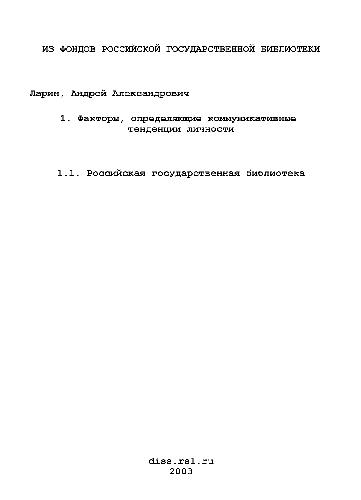 ИЗ ФОНДОВ РОССИЙСКОЙ ГОСУДАРСТВЕННОЙ БИБЛИОТЕКИ
Ларин, Андрей Александрович
1. Факторы, определяющие коммуникативные
тенденции личности
1.1. Российская государственная библиотека
diss.rsl.ru
2003